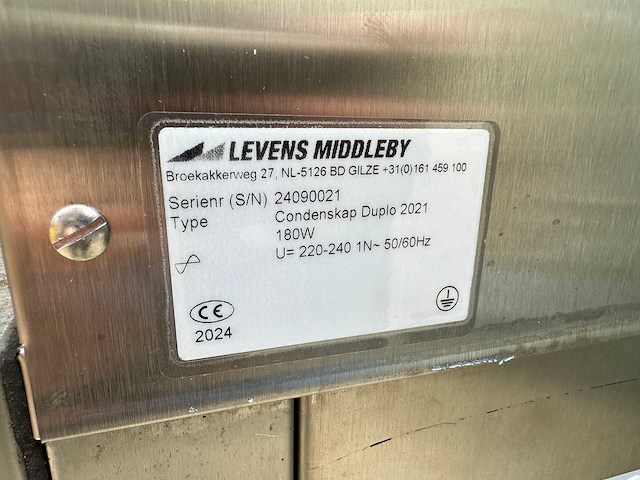 LEVENS MIDDLEBY
Broekakkerweg 27, NL-5126 BD GILZE +31(0)161 459 100
Serienr (S/N) 24090021
Type Condenskap Duplo 2021
180W
U= 220-240 1N~ 50/60Hz
CE
2024